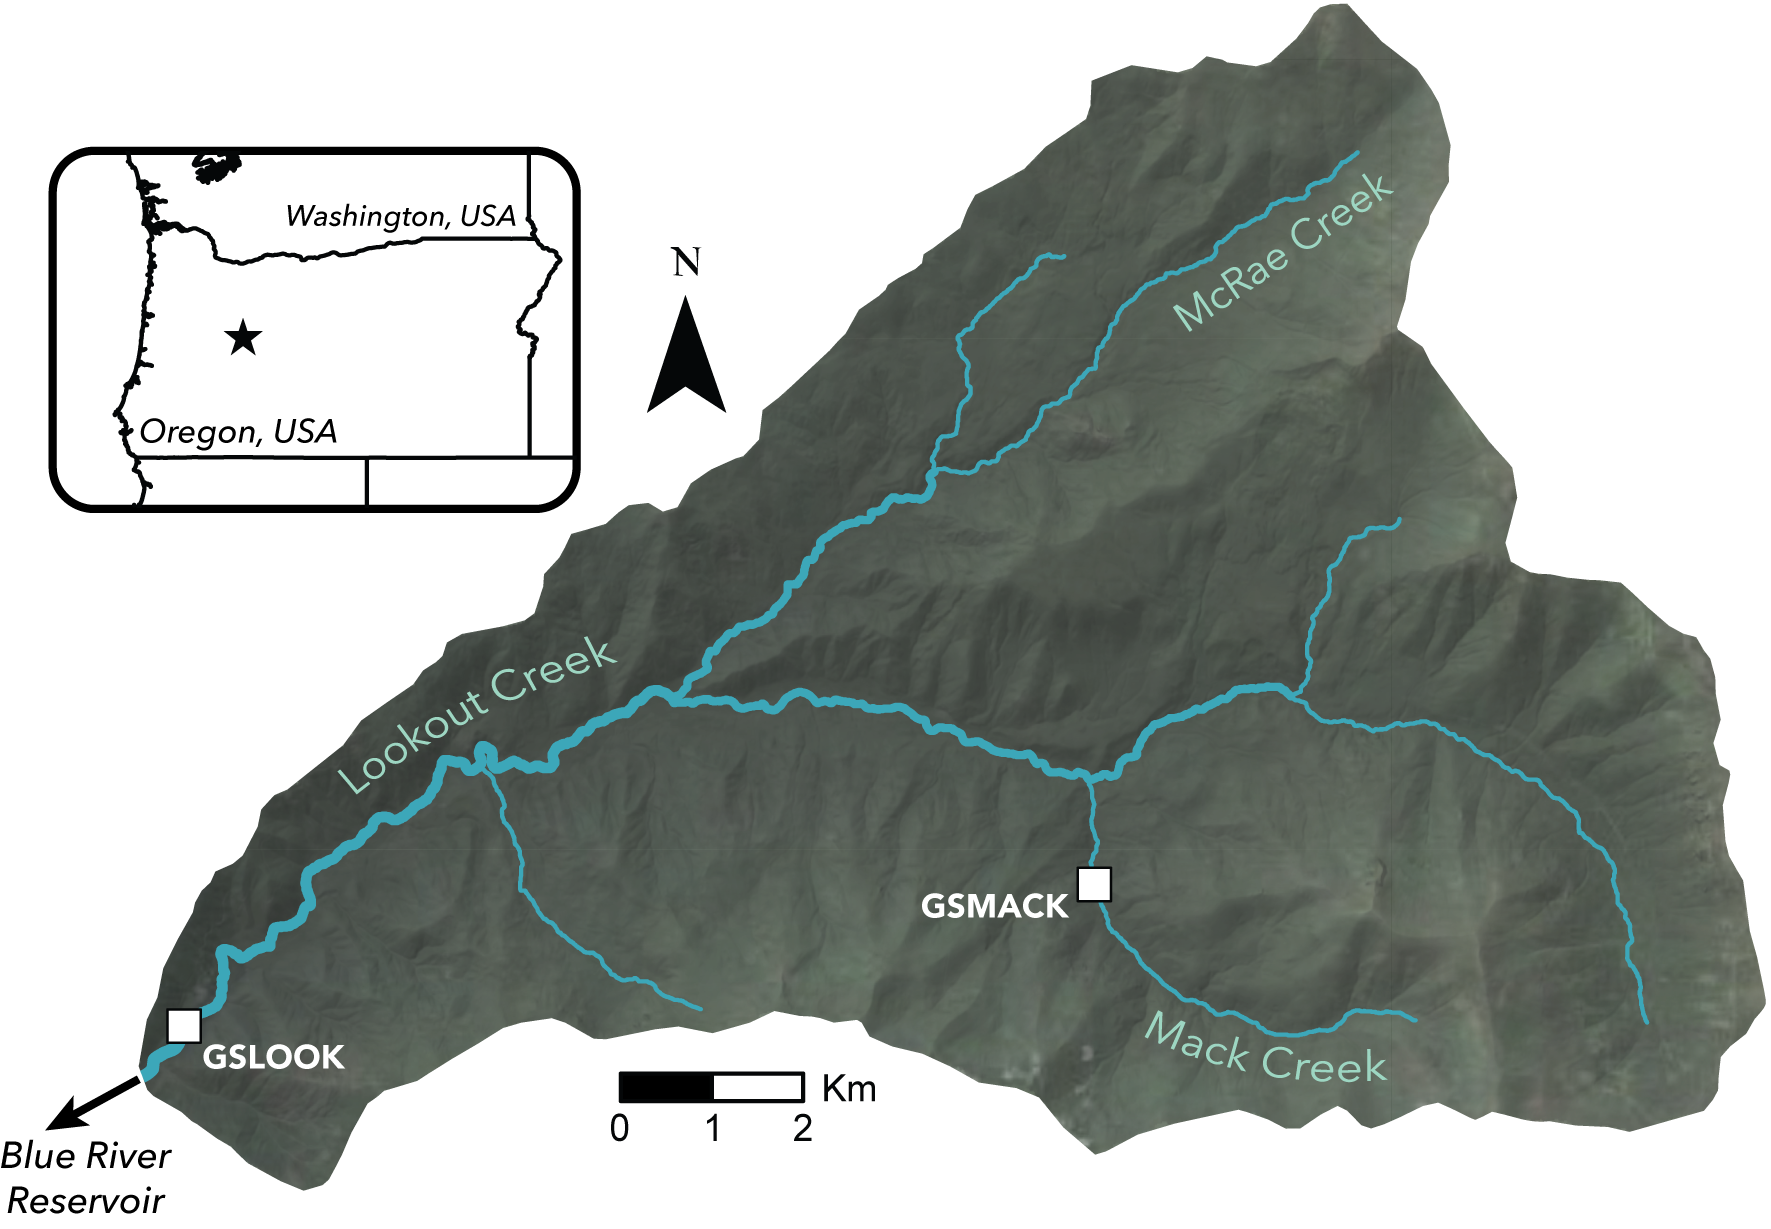 Washington, USA
Oregon, USA
N
McRae Creek
Lookout Creek
GSMACK
Mack Creek
GSLOOK
Km
0 1 2
Blue River
Reservoir